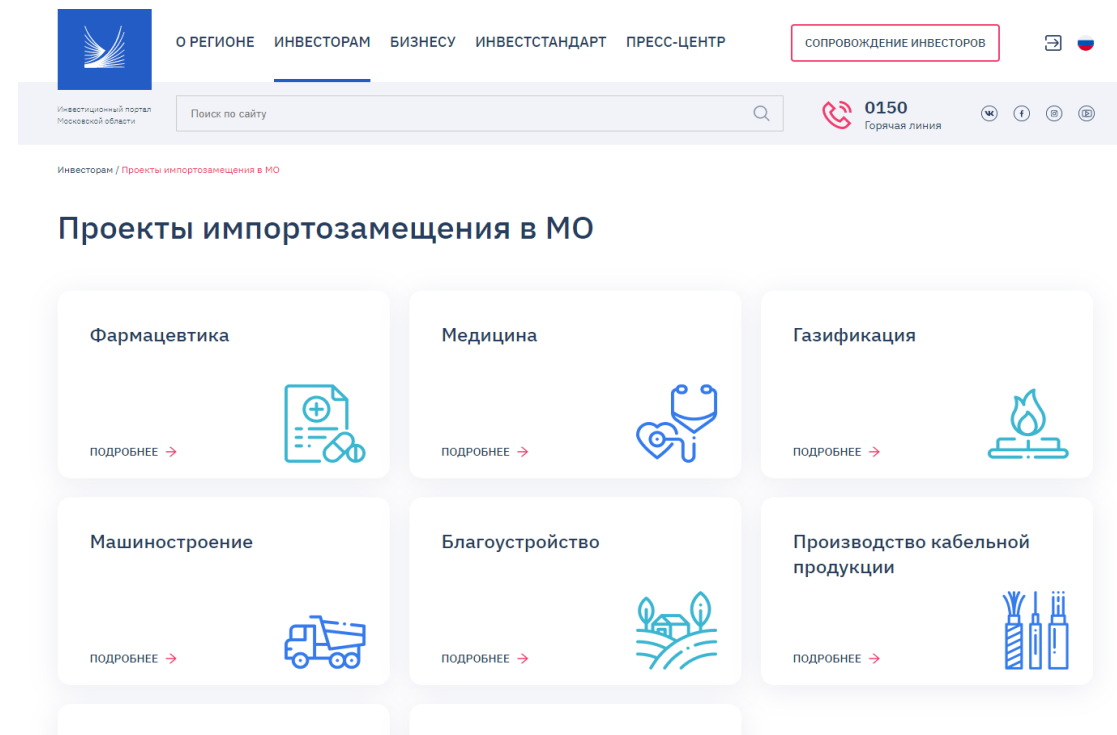 О РЕГИОНЕ ИНВЕСТОРАМ БИЗНЕСУ ИНВЕСТСТАНДАРТ ПРЕСС-ЦЕНТР СОПРОВОЖДЕНИЕ ИНВЕСТОРОВ
Инвестиционный портал
Московской области
Поиск по сайту
0150
Горячая линия
Инвесторам / Проекты импортозамещения в МО
Проекты импортозамещения в МО
Фармацевтика
ПОДРОБНЕЕ →
Медицина
ПОДРОБНЕЕ →
Газификация
ПОДРОБНЕЕ →
Машиностроение
ПОДРОБНЕЕ →
Благоустройство
ПОДРОБНЕЕ →
Производство кабельной
продукции
ПОДРОБНЕЕ →